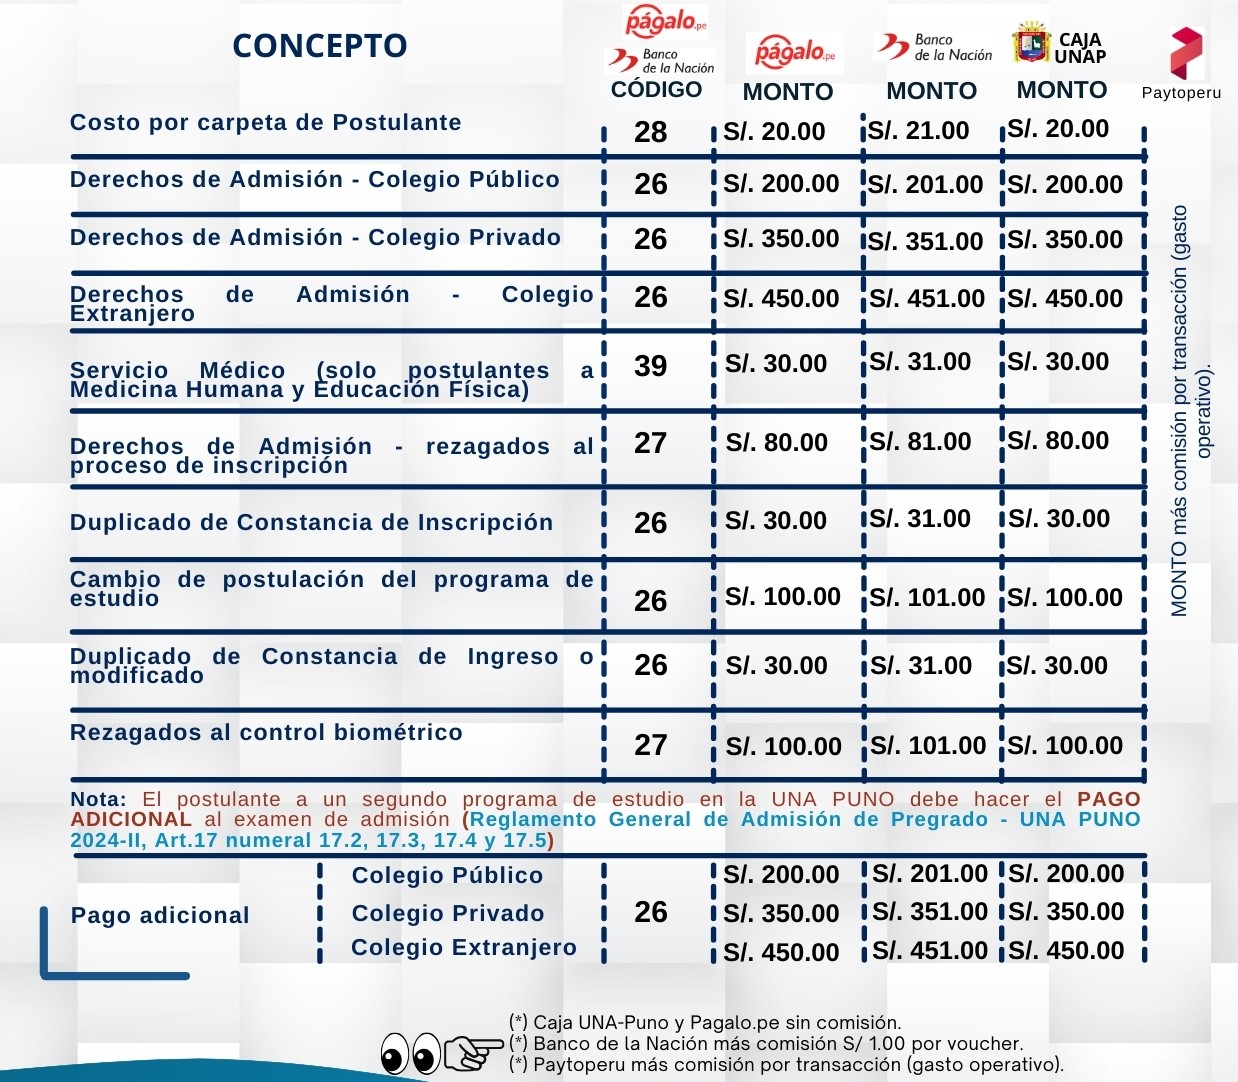 CONCEPTO
págalo.pe
Banco de la Nación
CÓDIGO
págalo.pe
MONTO
Banco de la Nación
MONTO
CAJA UNAP
MONTO
Paytoperu
Costo por carpeta de Postulante 28 S/. 20.00 S/. 21.00 S/. 20.00
Derechos de Admisión - Colegio Público 26 S/. 200.00 S/. 201.00 S/. 200.00
Derechos de Admisión - Colegio Privado 26 S/. 350.00 S/. 351.00 S/. 350.00
Derechos de Admisión - Colegio
Extranjero
26 S/. 450.00 S/. 451.00 S/. 450.00
Servicio Médico (solo postulantes a
Medicina Humana y Educación Física)
39 S/. 30.00 S/. 31.00 S/. 30.00
Derechos de Admisión - rezagados al
proceso de inscripción
27 S/. 80.00 S/. 81.00 S/. 80.00
Duplicado de Constancia de Inscripción 26 S/. 30.00 S/. 31.00 S/. 30.00
Cambio de postulación del programa de
estudio
26 S/. 100.00 S/. 101.00 S/. 100.00
Duplicado de Constancia de Ingreso o
modificado
26 S/. 30.00 S/. 31.00 S/. 30.00
Rezagados al control biométrico 27 S/. 100.00 S/. 101.00 S/. 100.00
MONTO más comisión por transacción (gasto
operativo).
Nota: El postulante a un segundo programa de estudio en la UNA PUNO debe hacer el PAGO
ADICIONAL al examen de admisión (Reglamento General de Admisión de Pregrado - UNA PUNO
2024-II, Art.17 numeral 17.2, 17.3, 17.4 y 17.5)
Pago adicional
Colegio Público S/. 200.00 S/. 201.00 S/. 200.00
Colegio Privado 26 S/. 350.00 S/. 351.00 S/. 350.00
Colegio Extranjero S/. 450.00 S/. 451.00 S/. 450.00
(*) Caja UNA-Puno y Pagalo.pe sin comisión.
(*) Banco de la Nación más comisión S/ 1.00 por voucher.
(*) Paytoperu más comisión por transacción (gasto operativo).